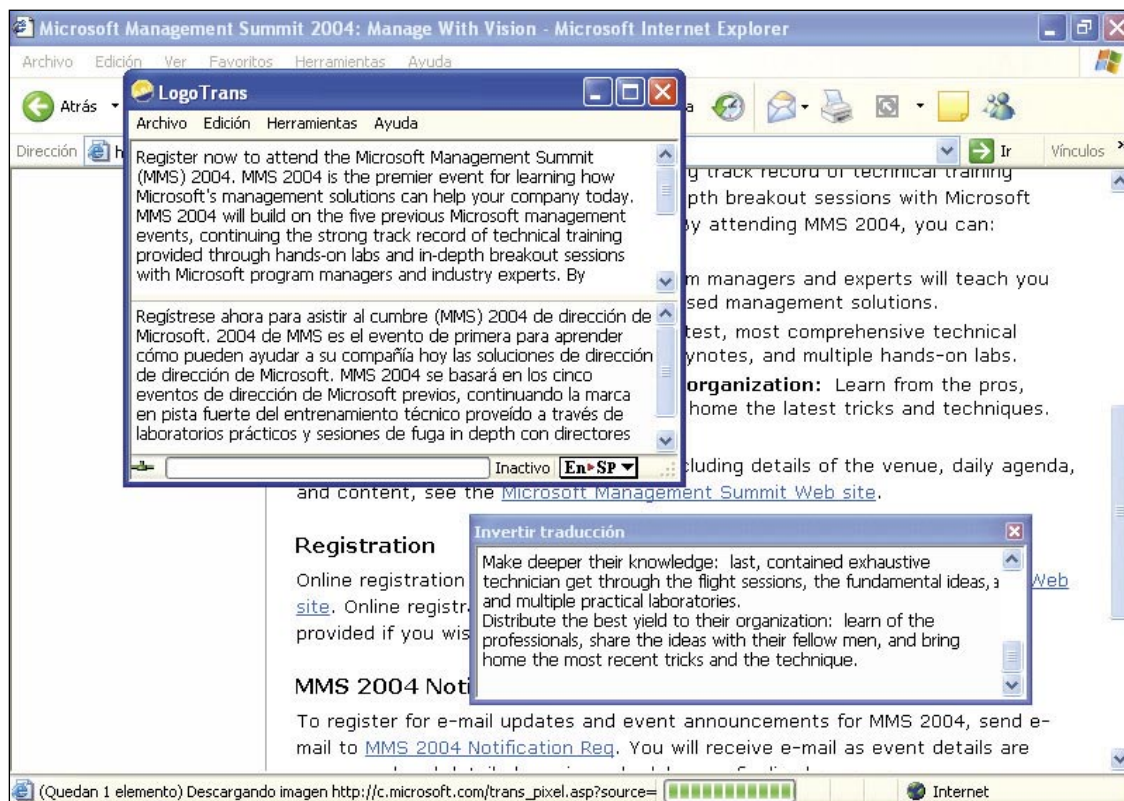 Microsoft Management Summit 2004: Manage With Vision - Microsoft Internet Explorer
Archivo Edición Ver Favoritos Herramientas Ayuda
Atrás
Dirección
Ir
Vínculos
LogoTrans
Archivo Edición Herramientas Ayuda
Register now to attend the Microsoft Management Summit
(MMS) 2004. MMS 2004 is the premier event for learning how
Microsoft's management solutions can help your company today.
MMS 2004 will build on the five previous Microsoft management
events, continuing the strong track record of technical training
provided through hands-on labs and in-depth breakout sessions
with Microsoft program managers and industry experts. By
Regístrese ahora para asistir al cumbre (MMS) 2004 de dirección de
Microsoft. 2004 de MMS es el evento de primera para aprender
cómo pueden ayudar a su compañía hoy las soluciones de dirección
de dirección de Microsoft. MMS 2004 se basará en los cinco
eventos de dirección de Microsoft previos, continuando la marca
en pista fuerte del entrenamiento técnico proveído a través de
laboratorios prácticos y sesiones de fuga in depth con directores
Inactivo En▸SP
y track record of technical training
pth breakout sessions with Microsoft
By attending MMS 2004, you can:
m managers and experts will teach you
sed management solutions.
test, most comprehensive technical
ynotes, and multiple hands-on labs.
organization: Learn from the pros,
home the latest tricks and techniques.
cluding details of the venue, daily agenda,
and content, see the Microsoft Management Summit Web site.
Registration
Online registration
Web
site. Online registr
provided if you wis
Invertir traducción
Make deeper their knowledge: last, contained exhaustive
technician get through the flight sessions, the fundamental ideas,
and multiple practical laboratories.
Distribute the best yield to their organization: learn of the
professionals, share the ideas with their fellow men, and bring
home the most recent tricks and the technique.
MMS 2004 Noti
To register for e-mail updates and event announcements for MMS 2004, send e-
mail to MMS 2004 Notification Req. You will receive e-mail as event details are
(Quedan 1 elemento) Descargando imagen http://c.microsoft.com/trans_pixel.asp?source=
Internet